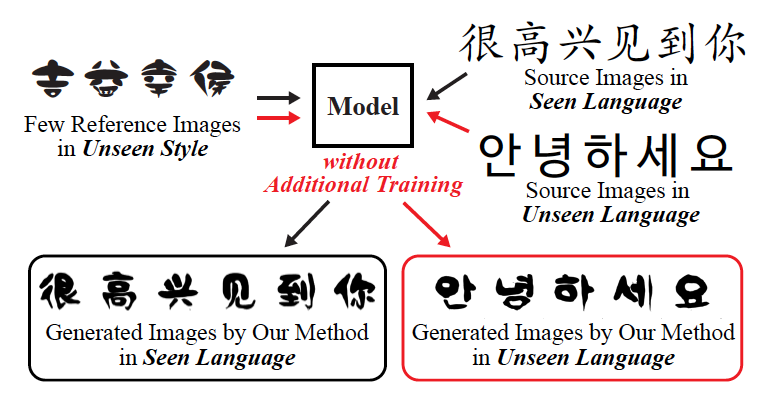 很高兴见到你
Source Images in
Seen Language
吉谷幸侯
Few Reference Images
in Unseen Style
Model
without
Additional Training
안녕하세요
Source Images in
Unseen Language
很高兴见到你
Generated Images by Our Method
in Seen Language
안녕하세요
Generated Images by Our Method
in Unseen Language